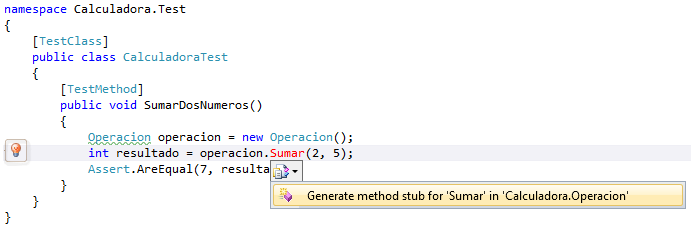 namespace Calculadora.Test
{
[TestClass]
public class CalculadoraTest
{
[TestMethod]
public void SumarDosNumeros()
{
Operacion operacion = new Operacion();
int resultado = operacion.Sumar(2, 5);
Assert.AreEqual(7, resulta
Generate method stub for 'Sumar' in 'Calculadora.Operacion'
}
}
}